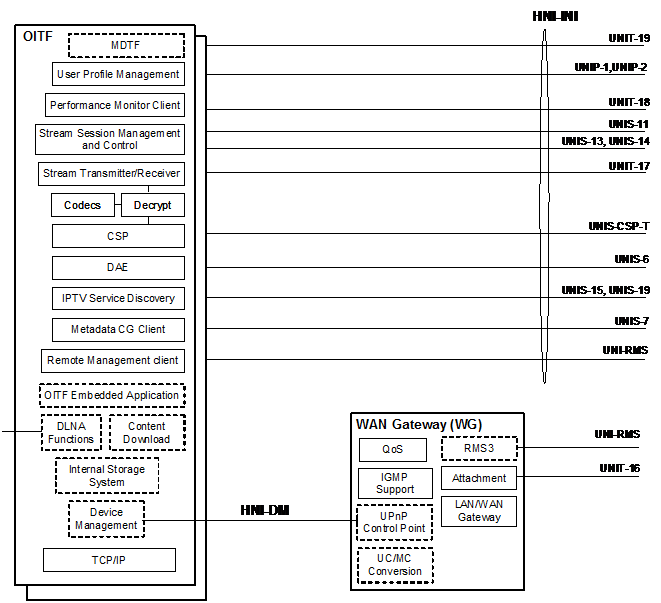 HNI-INI
OITF
MDTF
UNIT-19
User Profile Management
UNIP-1,UNIP-2
Performance Monitor Client
UNIT-18
Stream Session Management
and Control
UNIS-11
UNIS-13, UNIS-14
Stream Transmitter/Receiver
UNIT-17
Codecs
Decrypt
CSP
UNIS-CSP-T
DAE
UNIS-6
IPTV Service Discovery
UNIS-15, UNIS-19
Metadata CG Client
UNIS-7
Remote Management client
UNI-RMS
OITF Embedded Application
DLNA
Functions
Content
Download
Internal Storage
System
Device
Management
HNI-DM
TCP/IP
WAN Gateway (WG)
QoS
RMS3
UNI-RMS
IGMP
Support
Attachment
UNIT-16
UPnP
Control Point
LAN/WAN
Gateway
UC/MC
Conversion